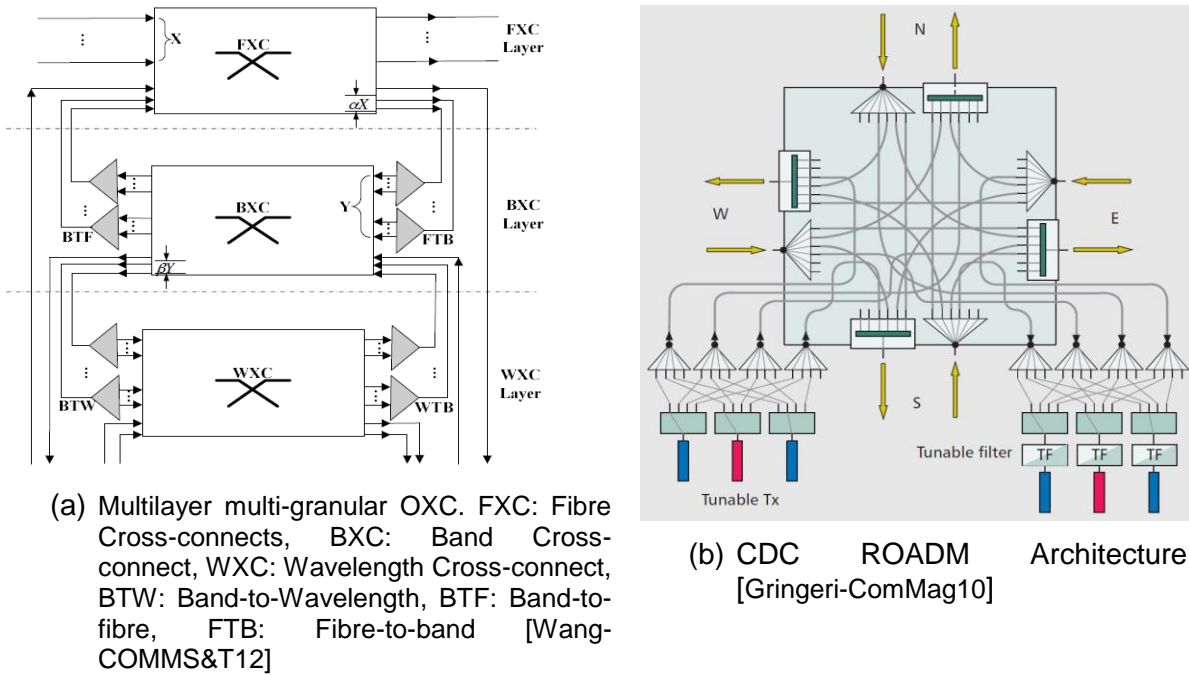 X
FXC
FXC
Layer
αX
BTF
BXC
Y
FTB
BXC
Layer
βY
BTW
WXC
WTB
WXC
Layer
(a) Multilayer multi-granular OXC. FXC: Fibre
Cross-connects, BXC: Band Cross-
connect, WXC: Wavelength Cross-connect,
BTW: Band-to-Wavelength, BTF: Band-to-
fibre, FTB: Fibre-to-band [Wang-
COMMS&T12]
N
W
E
S
Tunable filter
TF TF TF
Tunable Tx
(b) CDC ROADM Architecture
[Gringeri-ComMag10]